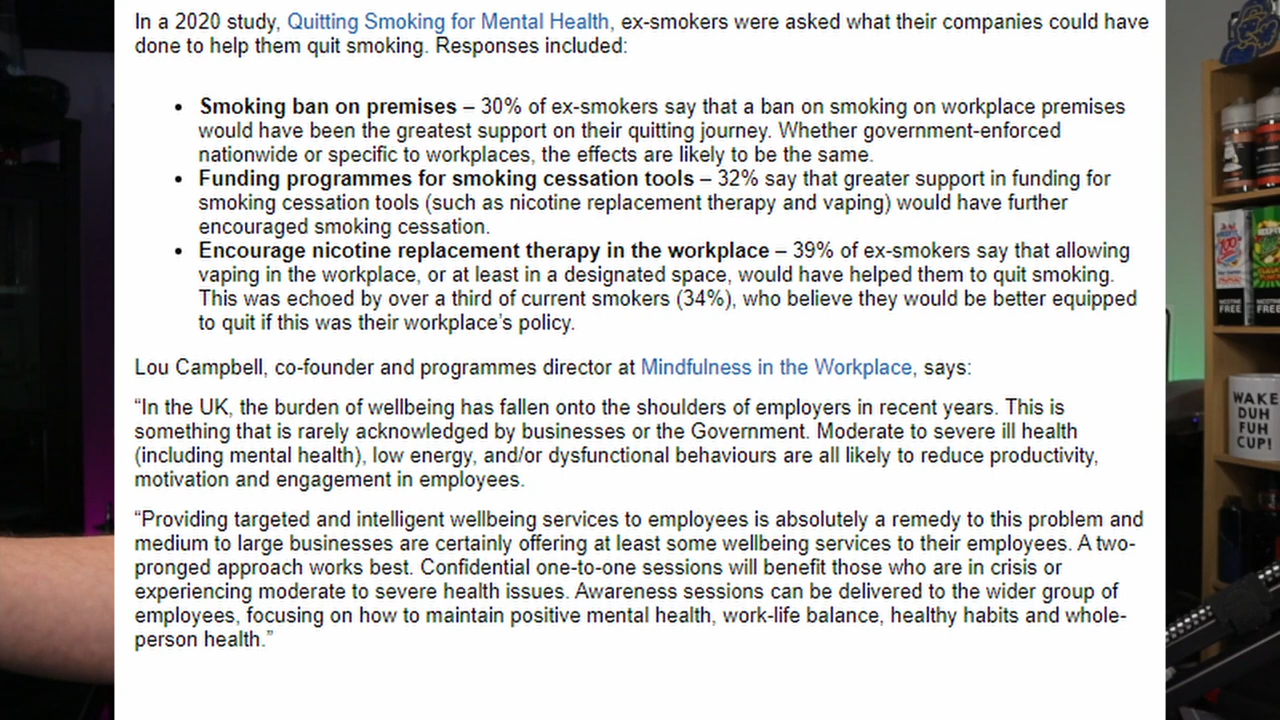 In a 2020 study, Quitting Smoking for Mental Health, ex-smokers were asked what their companies could have
done to help them quit smoking. Responses included:
• Smoking ban on premises – 30% of ex-smokers say that a ban on smoking on workplace premises
would have been the greatest support on their quitting journey. Whether government-enforced
nationwide or specific to workplaces, the effects are likely to be the same.
• Funding programmes for smoking cessation tools – 32% say that greater support in funding for
smoking cessation tools (such as nicotine replacement therapy and vaping) would have further
encouraged smoking cessation.
• Encourage nicotine replacement therapy in the workplace – 39% of ex-smokers say that allowing
vaping in the workplace, or at least in a designated space, would have helped them to quit smoking.
This was echoed by over a third of current smokers (34%), who believe they would be better equipped
to quit if this was their workplace’s policy.
Lou Campbell, co-founder and programmes director at Mindfulness in the Workplace, says:
“In the UK, the burden of wellbeing has fallen onto the shoulders of employers in recent years. This is
something that is rarely acknowledged by businesses or the Government. Moderate to severe ill health
(including mental health), low energy, and/or dysfunctional behaviours are all likely to reduce productivity,
motivation and engagement in employees.
“Providing targeted and intelligent wellbeing services to employees is absolutely a remedy to this problem and
medium to large businesses are certainly offering at least some wellbeing services to their employees. A two-
pronged approach works best. Confidential one-to-one sessions will benefit those who are in crisis or
experiencing moderate to severe health issues. Awareness sessions can be delivered to the wider group of
employees, focusing on how to maintain positive mental health, work-life balance, healthy habits and whole-
person health.”
NICOTINE
FREE
NICOTINE
FREE
WAKE
DUH
FUH
CUP!